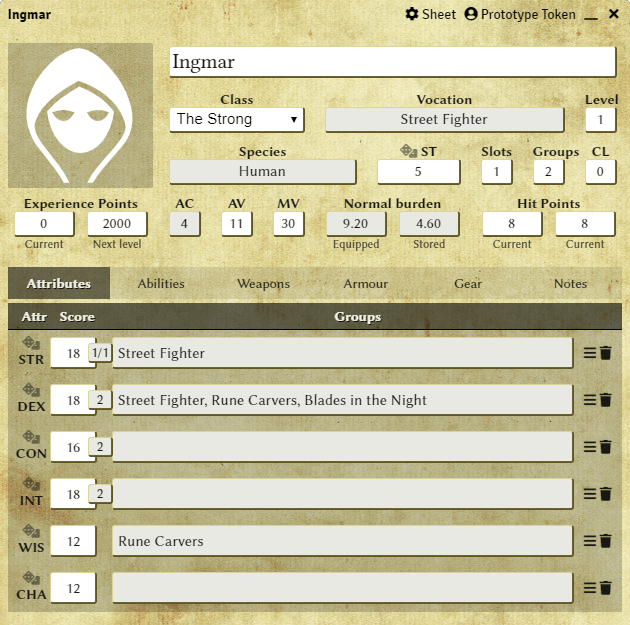 Ingmar Sheet Prototype Token
Ingmar
Class Vocation Level
The Strong Street Fighter 1
Species ST Slots Groups CL
Human 5 1 2 0
Experience Points AC AV MV Normal burden Hit Points
0 2000 4 11 30 9.20 4.60 8 8
Current Next level Equipped Stored Current Current
Attributes Abilities Weapons Armour Gear Notes
Attr Score Groups
STR 18 1/1 Street Fighter
DEX 18 2 Street Fighter, Rune Carvers, Blades in the Night
CON 16 2
INT 18 2
WIS 12 Rune Carvers
CHA 12